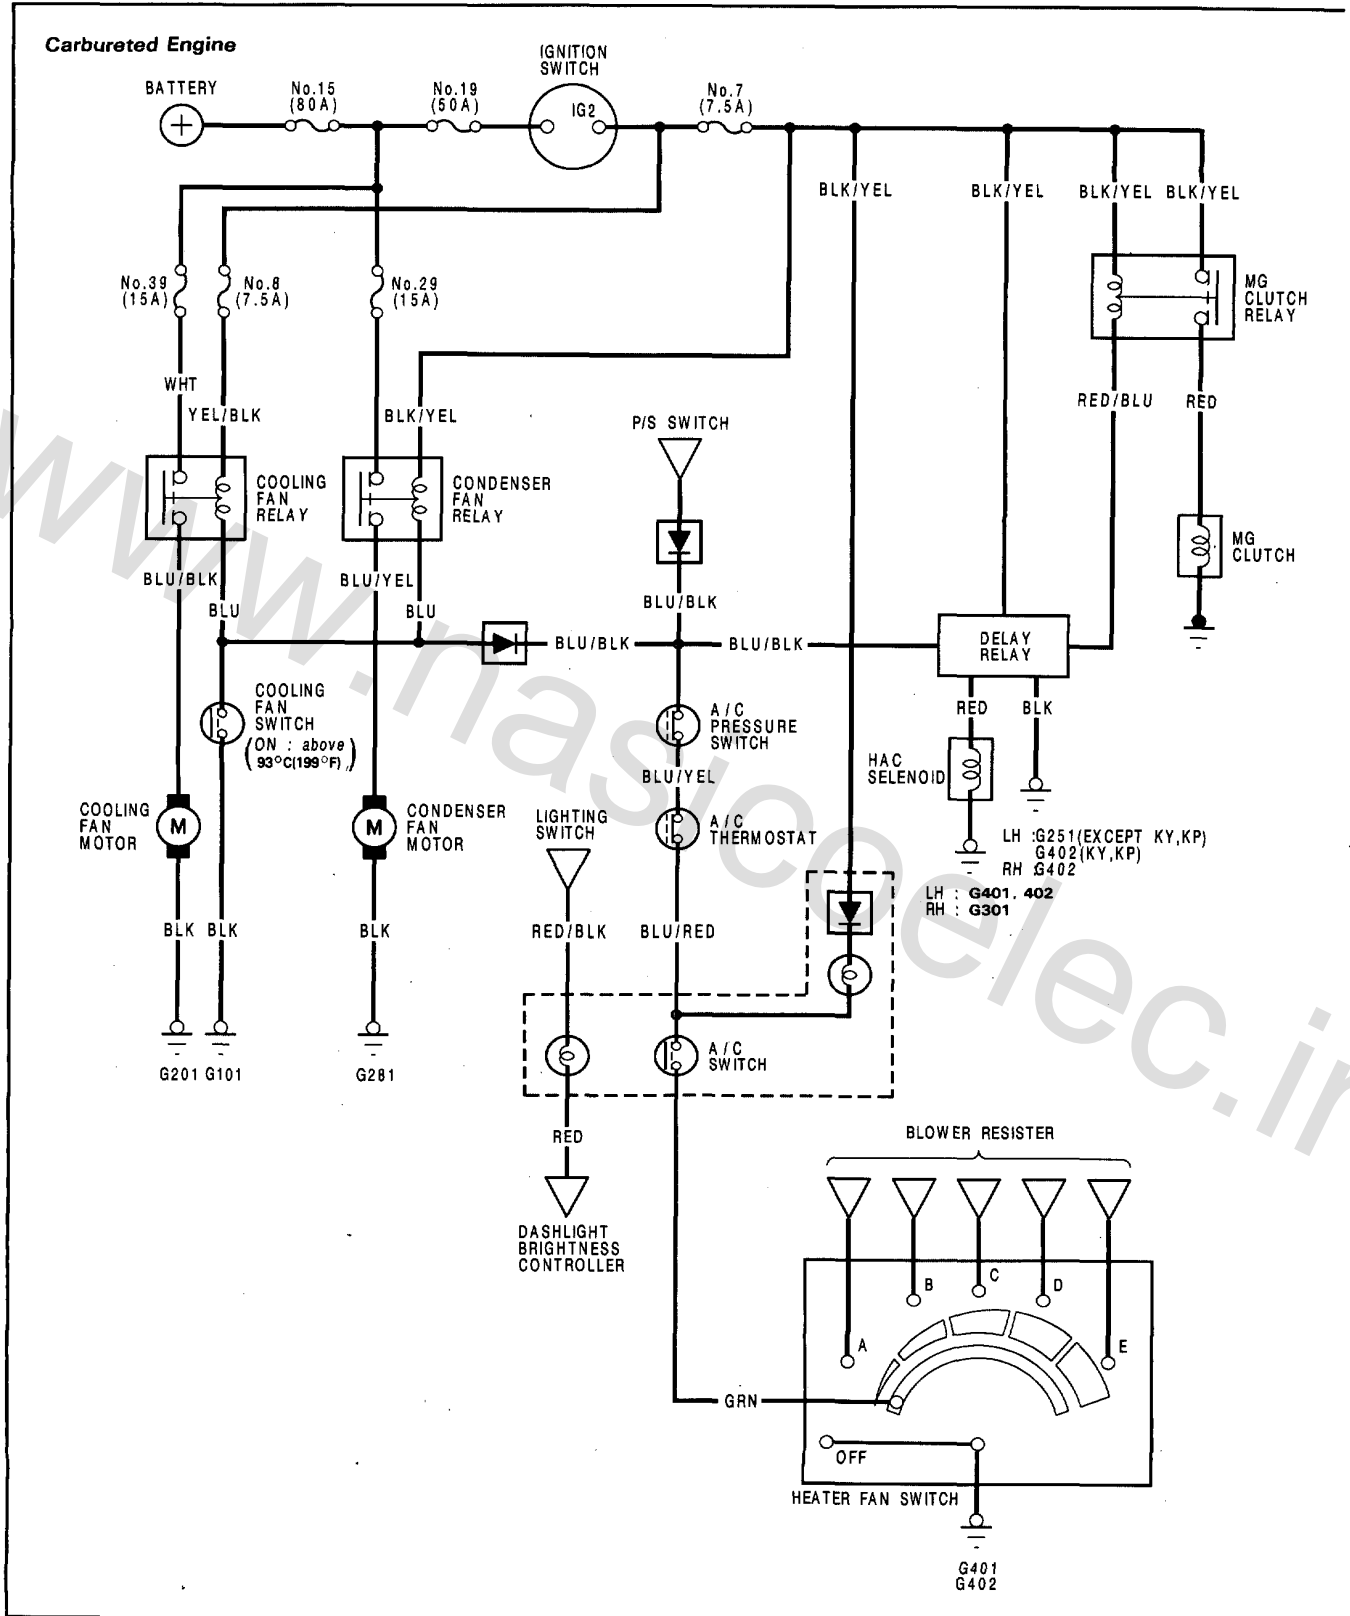 Carbureted Engine
BATTERY
No.15
(80A)
No.19
(50A)
IGNITION
SWITCH
IG2
No.7
(7.5A)
BLK/YEL
BLK/YEL
BLK/YEL
BLK/YEL
No.39
(15A)
No.8
(7.5A)
No.29
(15A)
MG
CLUTCH
RELAY
WHT
YEL/BLK
BLK/YEL
RED/BLU
RED
P/S SWITCH
COOLING
FAN
RELAY
CONDENSER
FAN
RELAY
MG
CLUTCH
BLU/BLK
BLU/YEL
BLU
BLU
BLU/BLK
BLU/BLK
BLU/BLK
DELAY
RELAY
COOLING
FAN
SWITCH
(ON : above
93°C(199°F),)
A/C
PRESSURE
SWITCH
RED
BLK
BLU/YEL
HAC
SELENOID
COOLING
FAN
MOTOR
M
CONDENSER
FAN
MOTOR
M
LIGHTING
SWITCH
A/C
THERMOSTAT
LH :G251(EXCEPT KY,KP)
G402(KY,KP)
RH :G402
LH : G401, 402
RH : G301
BLK
BLK
BLK
RED/BLK
BLU/RED
G201
G101
G281
A/C
SWITCH
RED
DASHLIGHT
BRIGHTNESS
CONTROLLER
BLOWER RESISTER
A
B
C
D
E
GRN
OFF
HEATER FAN SWITCH
G401
G402
www.nasicoelec.ir